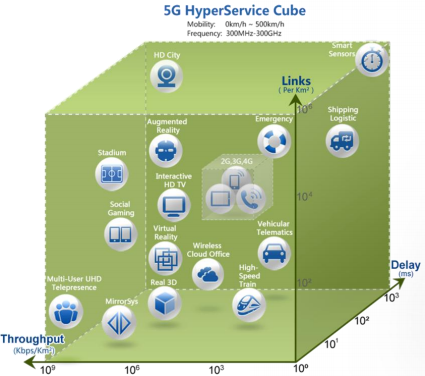 5G HyperService Cube
Mobility: 0km/h ~ 500km/h
Frequency: 300MHz-300GHz
HD City
Smart
Sensors
Links
( Per Km² )
10⁶
Augmented
Reality
Emergency
Shipping
Logistic
Stadium
2G,3G,4G
Interactive
HD TV
10⁴
Social
Gaming
Virtual
Reality
Wireless
Cloud Office
Vehicular
Telematics
Delay
(ms)
Multi-User UHD
Telepresence
MirrorSys
Real 3D
High-
Speed
Train
10²
10³
10²
10¹
Throughput
(Kbps/Km²)
10⁹
10⁶
10³
10⁰